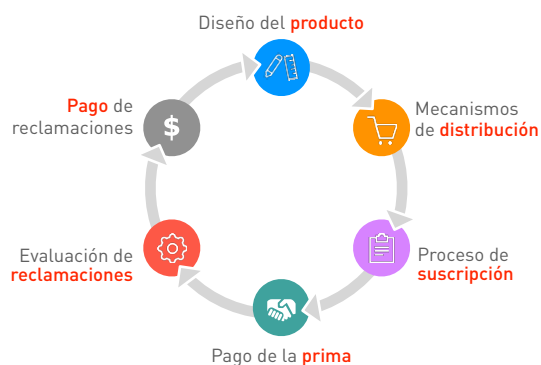 Diseño del producto
Mecanismos
de distribución
Proceso de
suscripción
Pago de la prima
Evaluación de
reclamaciones
Pago de
reclamaciones
$